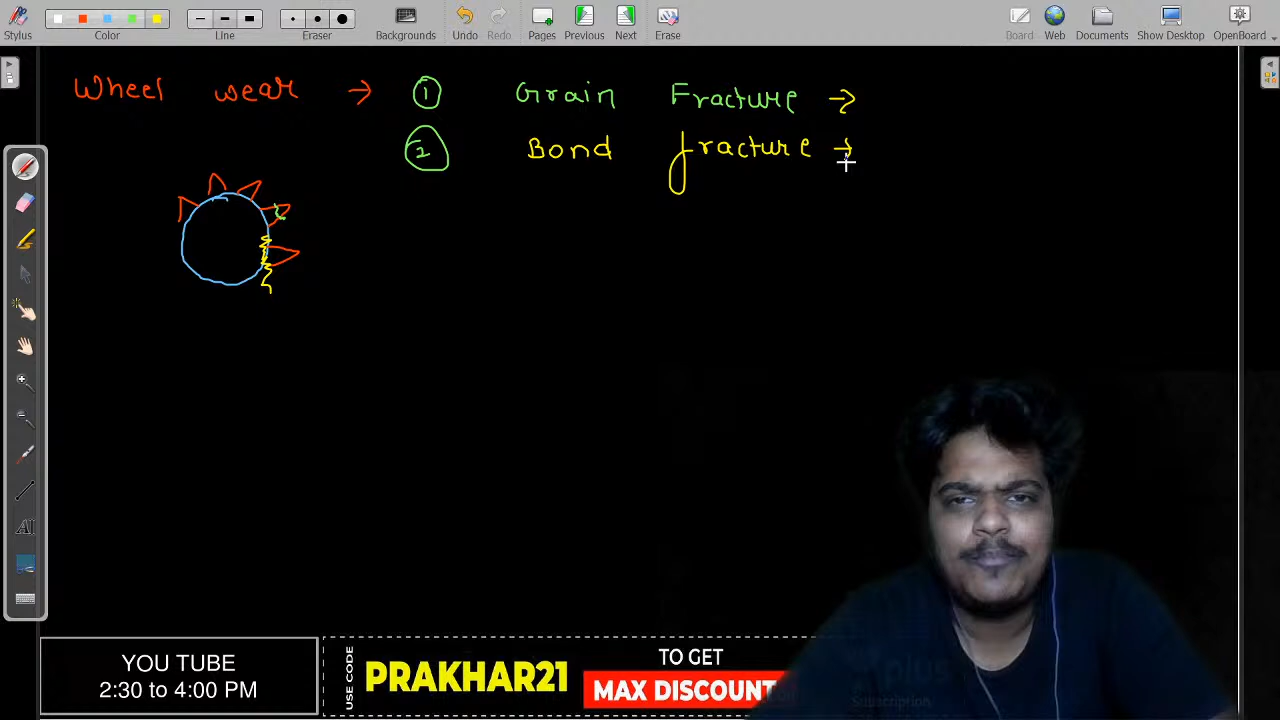 Stylus Color Line Eraser Backgrounds Undo Redo Pages Previous Next Erase Board Web Documents Show Desktop OpenBoard
Wheel wear → ① Grain Fracture →
② Bond fracture →
YOU TUBE
2:30 to 4:00 PM
USE CODE
PRAKHAR21
TO GET
MAX DISCOUNT
plus
Subscription